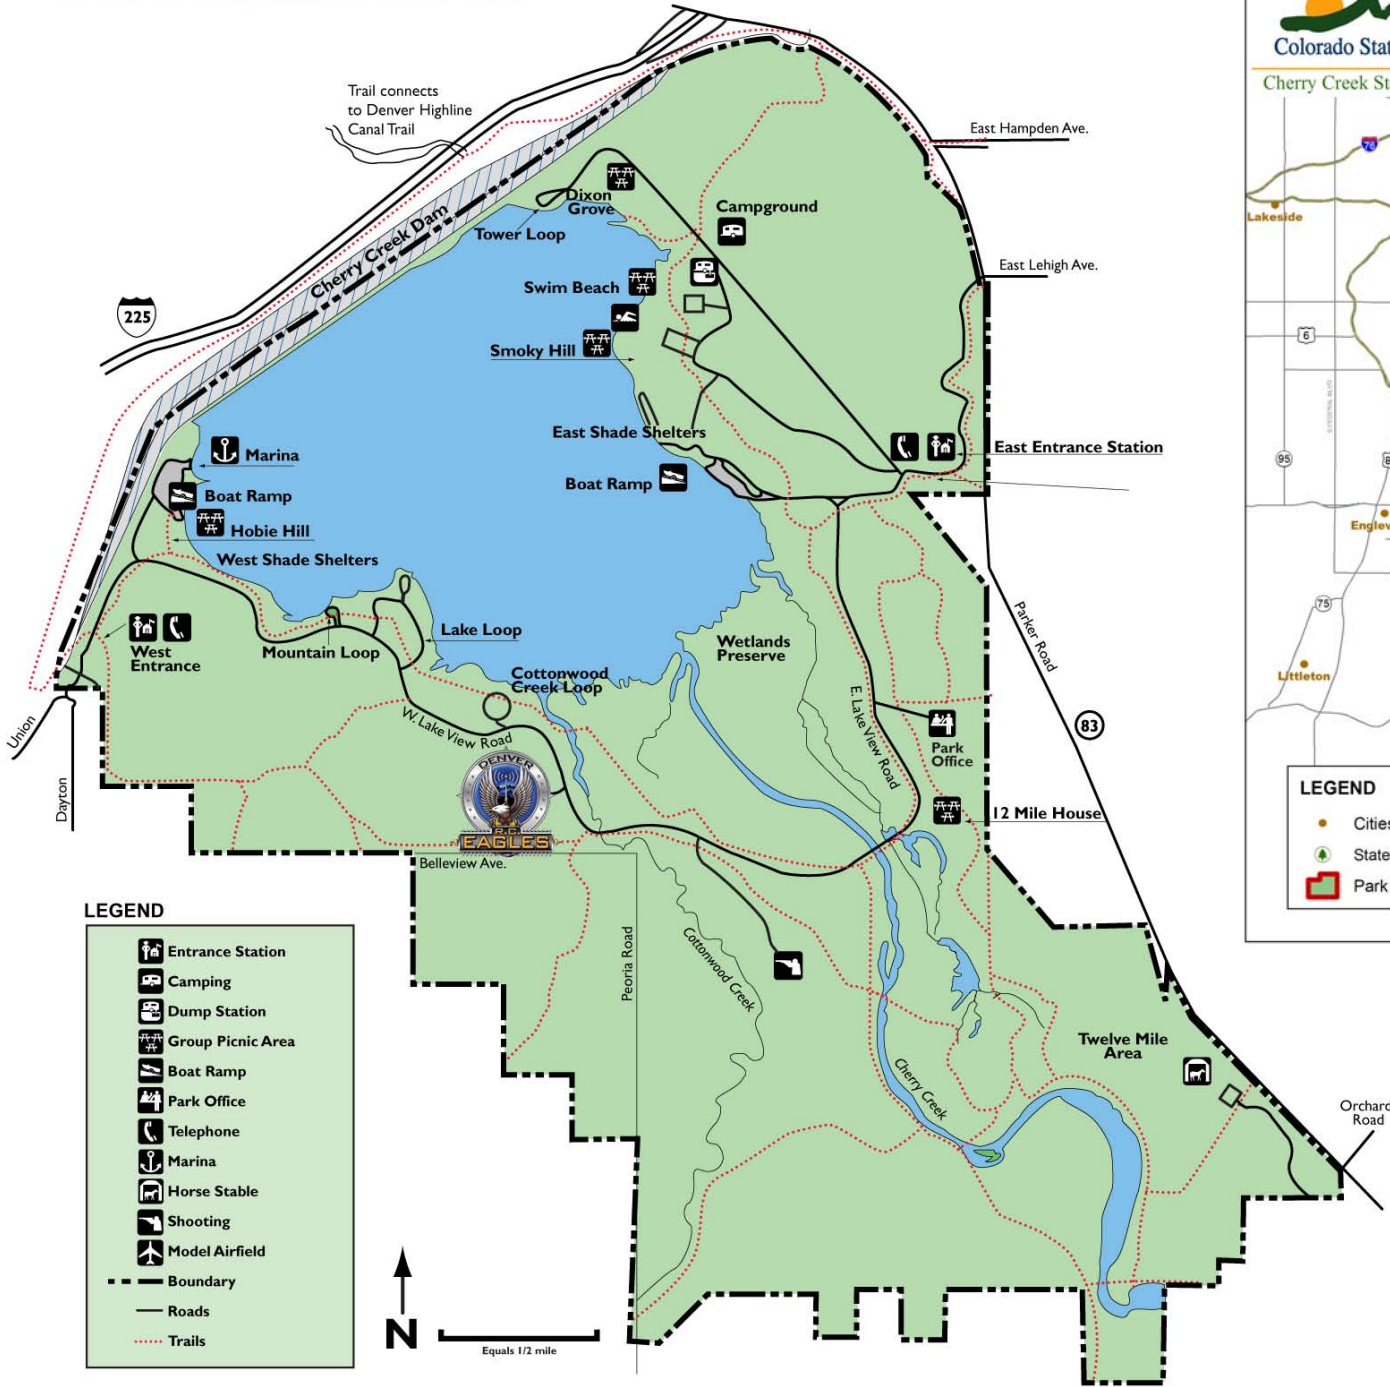 Trail connects
to Denver Highline
Canal Trail
East Hampden Ave.
Dixon
Grove
Campground
Tower Loop
Cherry Creek Dam
East Lehigh Ave.
Swim Beach
225
Smoky Hill
East Shade Shelters
East Entrance Station
Marina
Boat Ramp
Boat Ramp
Hobie Hill
West Shade Shelters
West
Entrance
Mountain Loop
Lake Loop
Wetlands
Preserve
Parker Road
Cottonwood
Creek Loop
W. Lake View Road
E. Lake View Road
83
Park
Office
Union
Dayton
DENVER
R.C.
EAGLES
12 Mile House
Belleview Ave.
Peoria Road
Cottonwood Creek
Cherry Creek
Twelve Mile
Area
Orchard
Road
LEGEND
Entrance Station
Camping
Dump Station
Group Picnic Area
Boat Ramp
Park Office
Telephone
Marina
Horse Stable
Shooting
Model Airfield
Boundary
Roads
Trails
N
Equals 1/2 mile
Colorado Stat
Cherry Creek St
76
Lakeside
6
95
8
Englew
75
Littleton
LEGEND
Cities
State
Park